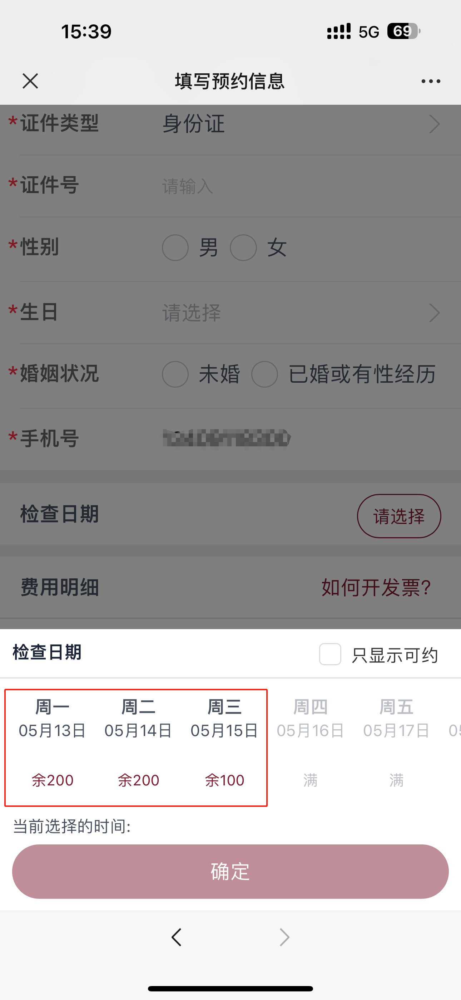 15:39 5G 69
填写预约信息
*证件类型 身份证
*证件号 请输入
*性别 男 女
*生日 请选择
*婚姻状况 未婚 已婚或有性经历
*手机号
检查日期 请选择
费用明细 如何开发票?
检查日期 只显示可约
周一 周二 周三 周四 周五
05月13日 05月14日 05月15日 05月16日 05月17日 05
余200 余200 余100 满 满
当前选择的时间:
确定